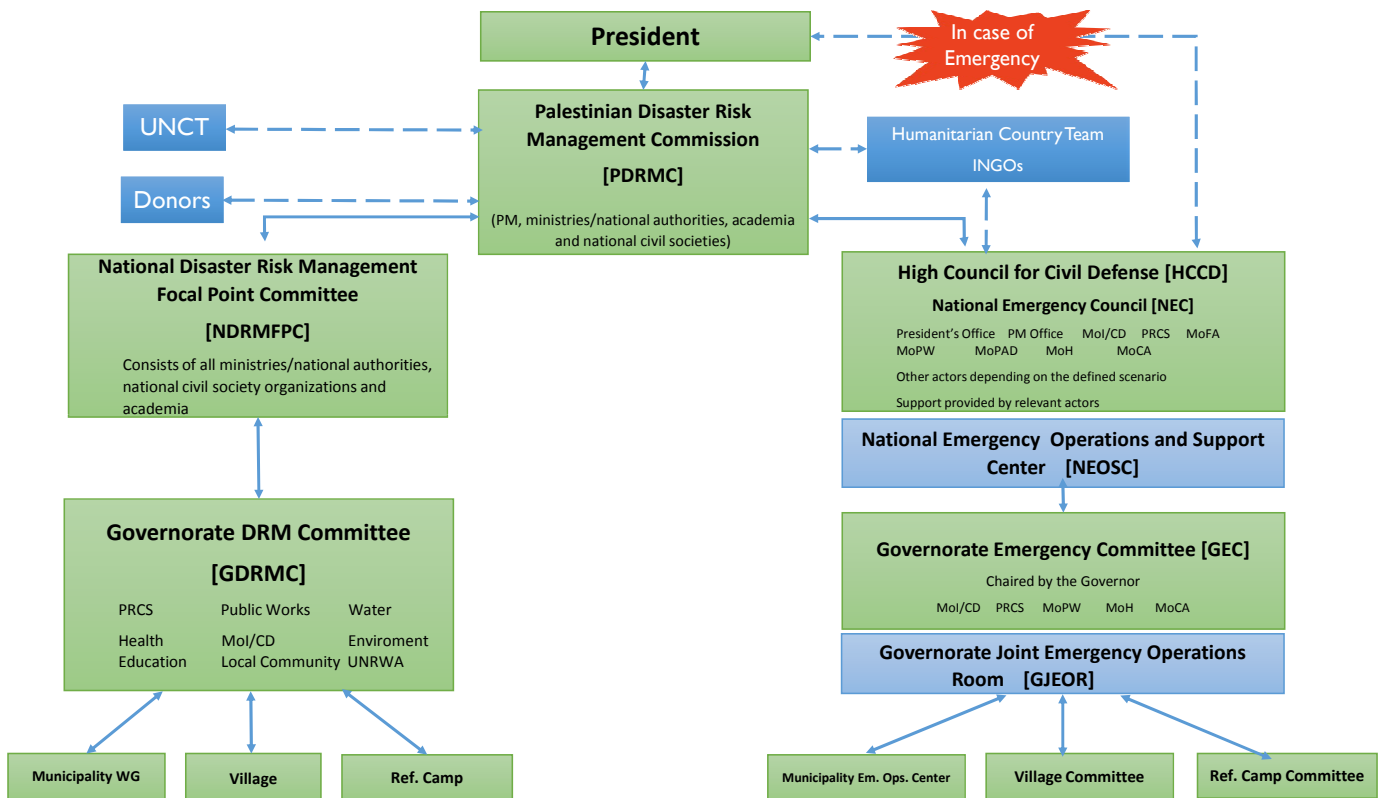 President
In case of
Emergency
Palestinian Disaster Risk
Management Commission
[PDRMC]
(PM, ministries/national authorities, academia
and national civil societies)
UNCT
Donors
Humanitarian Country Team
INGOs
National Disaster Risk Management
Focal Point Committee
[NDRMFPC]
Consists of all ministries/national authorities,
national civil society organizations and
academia
High Council for Civil Defense [HCCD]
National Emergency Council [NEC]
President's Office PM Office MoI/CD PRCS MoFA
MoPW MoPAD MoH MoCA
Other actors depending on the defined scenario
Support provided by relevant actors
National Emergency Operations and Support
Center [NEOSC]
Governorate DRM Committee
[GDRMC]
PRCS Public Works Water
Health MoI/CD Enviroment
Education Local Community UNRWA
Governorate Emergency Committee [GEC]
Chaired by the Governor
MoI/CD PRCS MoPW MoH MoCA
Governorate Joint Emergency Operations
Room [GJEOR]
Municipality WG
Village
Ref. Camp
Municipality Em. Ops. Center
Village Committee
Ref. Camp Committee